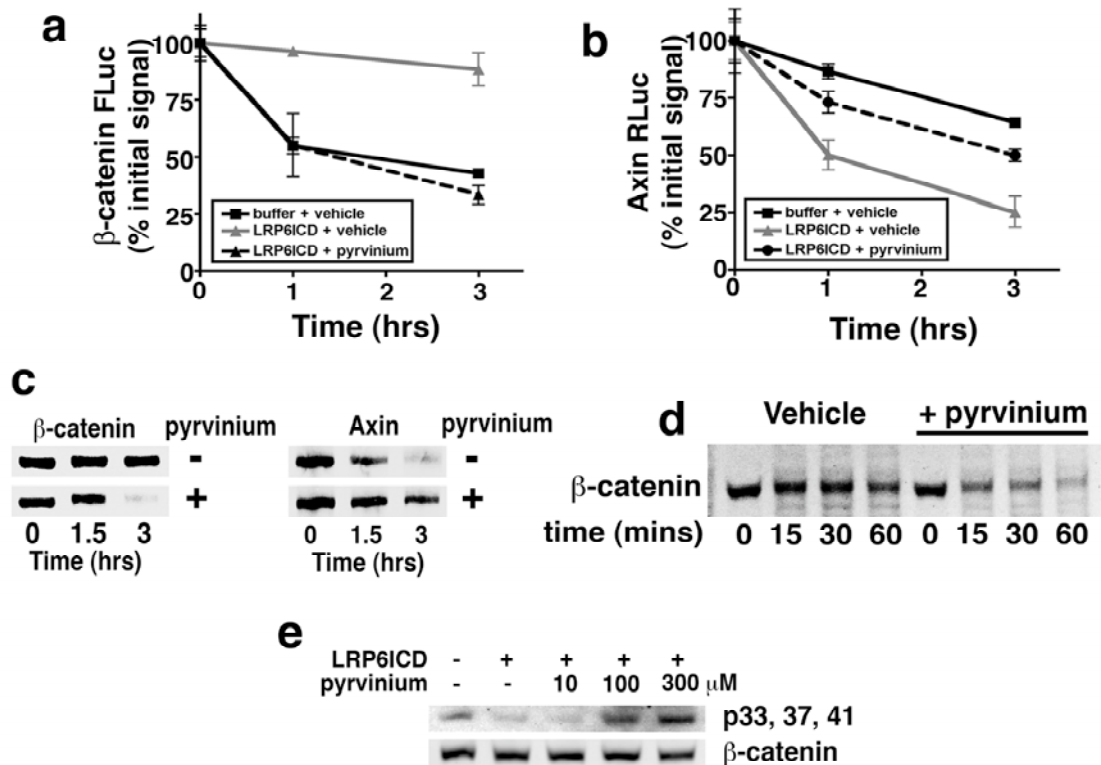 a
β-catenin FLuc
(% initial signal)
100
75
50
25
0
buffer + vehicle
LRP6ICD + vehicle
LRP6ICD + pyrvinium
0 1 2 3
Time (hrs)
b
Axin RLuc
(% initial signal)
100
75
50
25
0
buffer + vehicle
LRP6ICD + vehicle
LRP6ICD + pyrvinium
0 1 2 3
Time (hrs)
c
β-catenin pyrvinium
-
+
0 1.5 3
Time (hrs)
Axin pyrvinium
-
+
0 1.5 3
Time (hrs)
d
Vehicle + pyrvinium
β-catenin
time (mins) 0 15 30 60 0 15 30 60
e
LRP6ICD - + + + +
pyrvinium - - 10 100 300 μM
p33, 37, 41
β-catenin